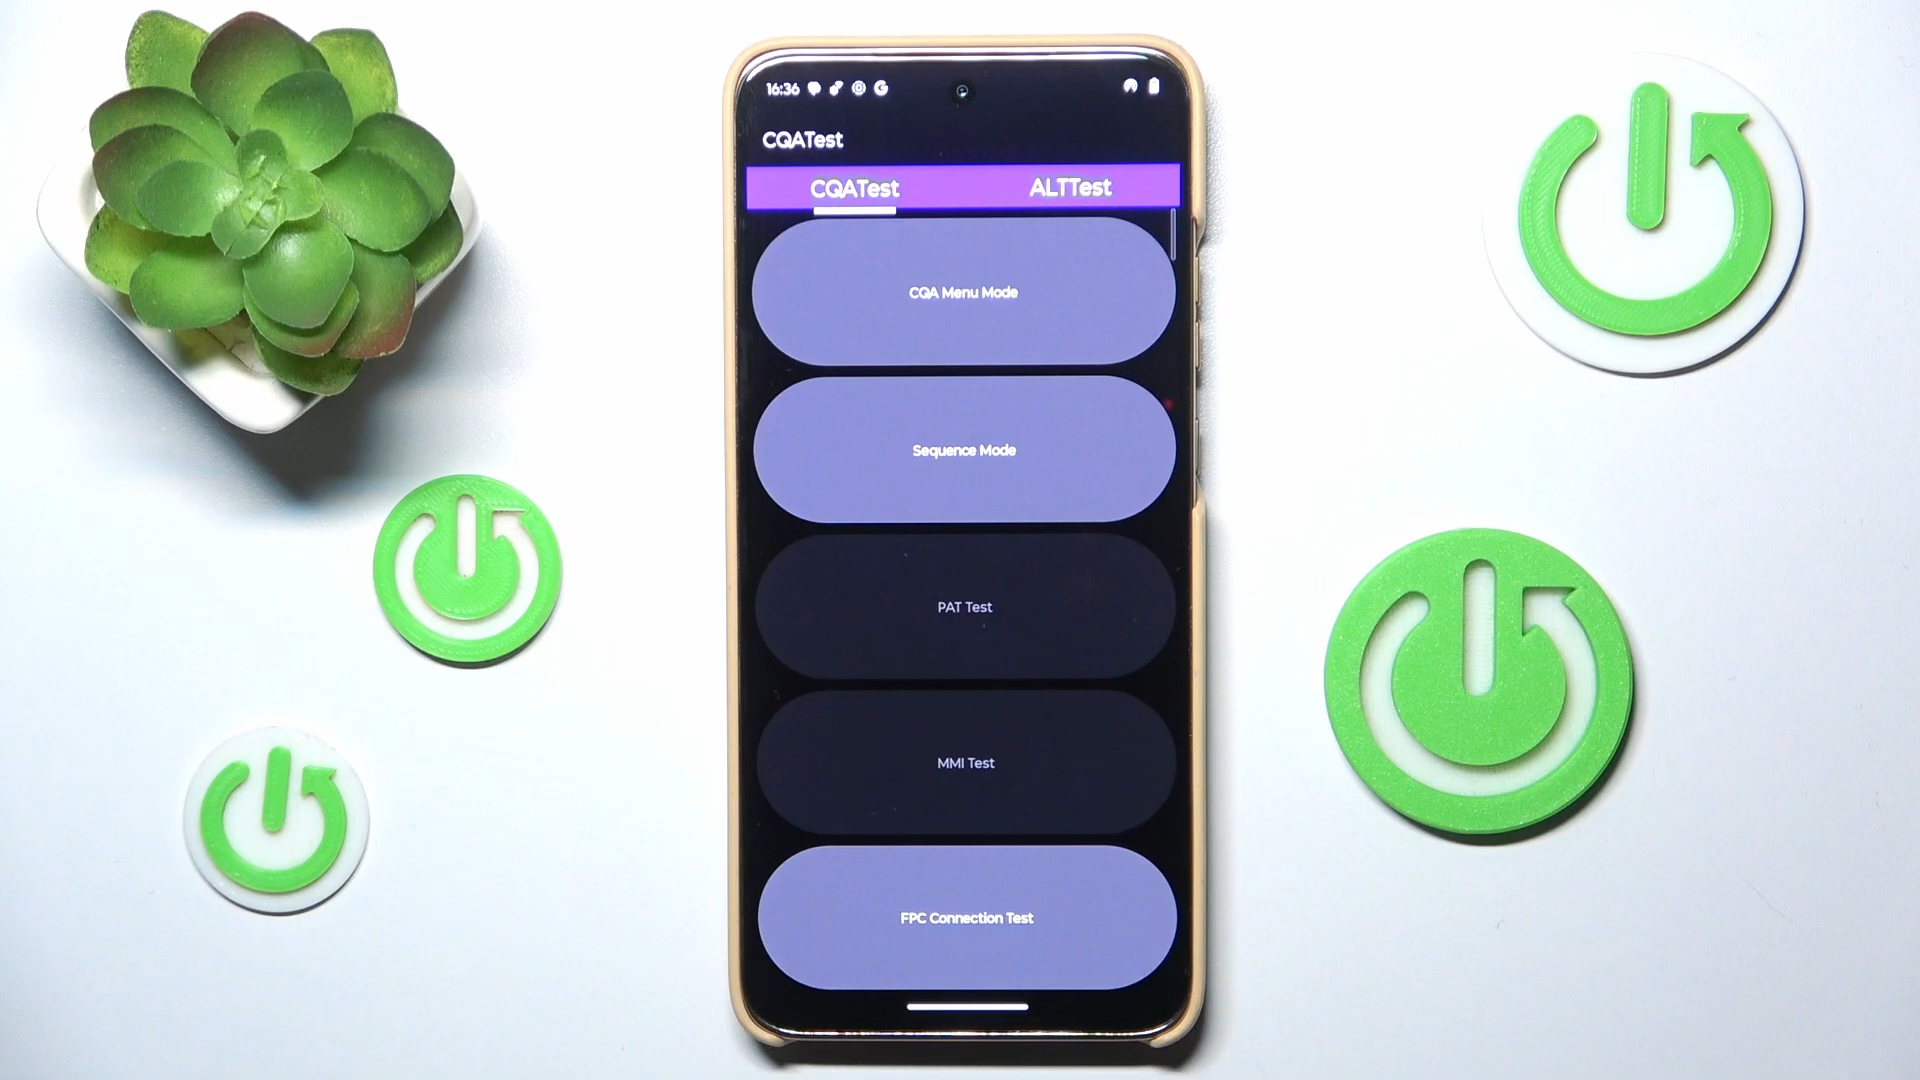 16:36
CQATest
CQATest ALTTest
CQA Menu Mode
Sequence Mode
PAT Test
MMI Test
FPC Connection Test